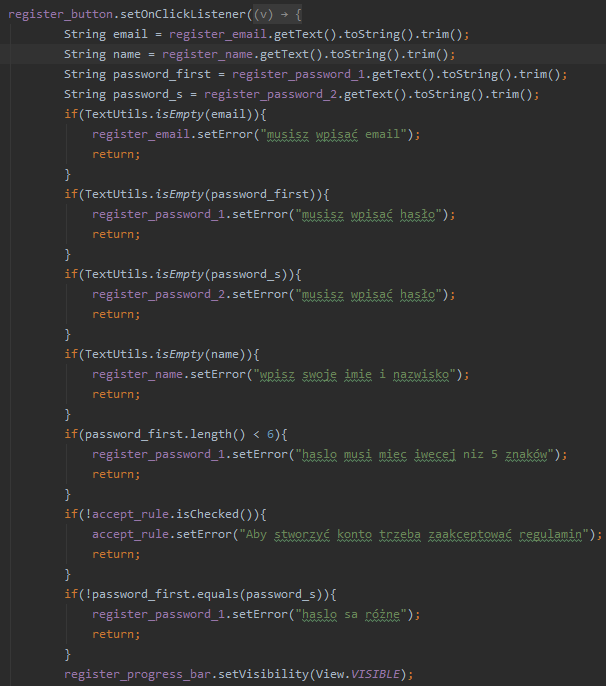 register_button.setOnClickListener((v) → {
String email = register_email.getText().toString().trim();
String name = register_name.getText().toString().trim();
String password_first = register_password_1.getText().toString().trim();
String password_s = register_password_2.getText().toString().trim();
if(TextUtils.isEmpty(email)){
register_email.setError("musisz wpisać email");
return;
}
if(TextUtils.isEmpty(password_first)){
register_password_1.setError("musisz wpisać hasło");
return;
}
if(TextUtils.isEmpty(password_s)){
register_password_2.setError("musisz wpisać hasło");
return;
}
if(TextUtils.isEmpty(name)){
register_name.setError("wpisz swoje imie i nazwisko");
return;
}
if(password_first.length() < 6){
register_password_1.setError("haslo musi miec iwecej niz 5 znaków");
return;
}
if(!accept_rule.isChecked()){
accept_rule.setError("Aby stworzyć konto trzeba zaakceptować regulamin");
return;
}
if(!password_first.equals(password_s)){
register_password_1.setError("haslo sa różne");
return;
}
register_progress_bar.setVisibility(View.VISIBLE);